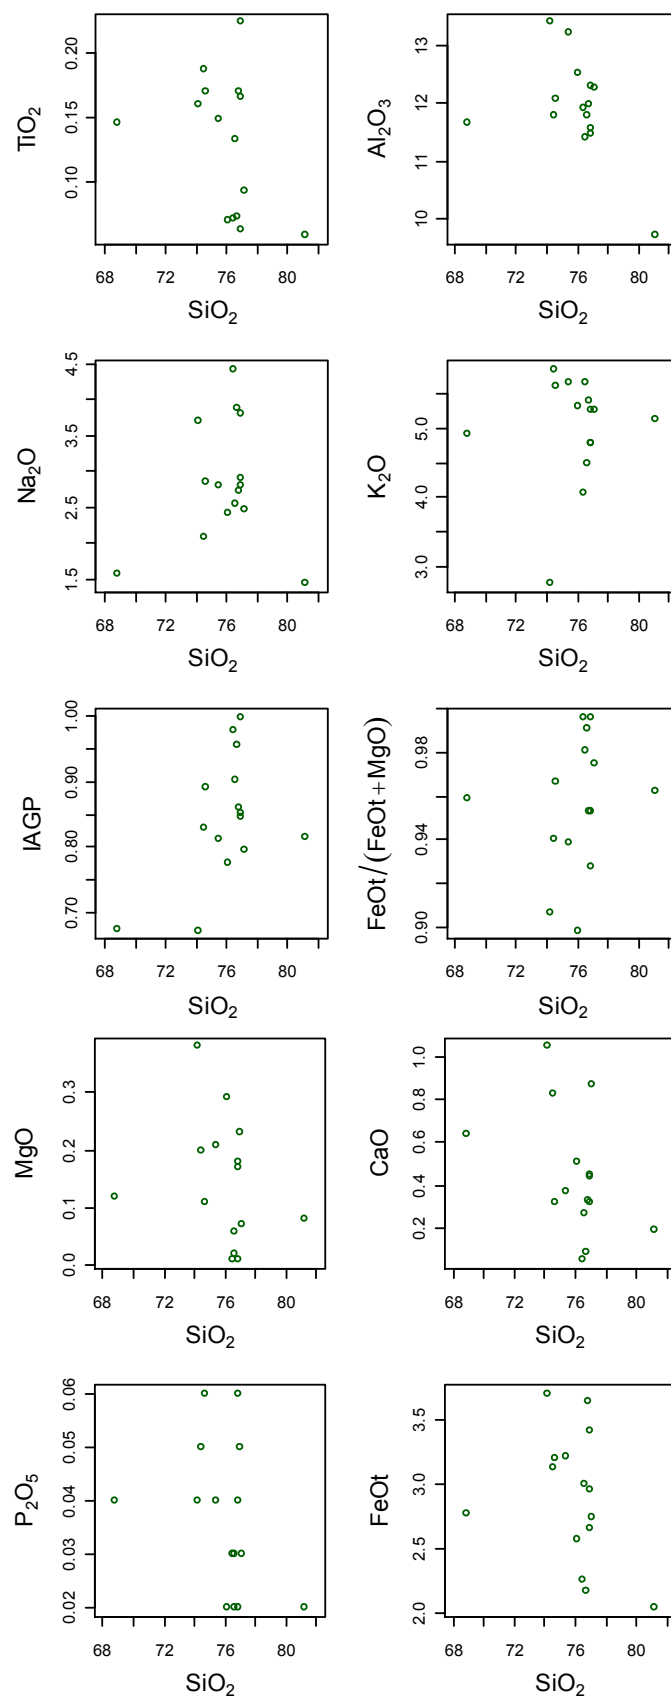 TiO₂
0.20
0.15
0.10
68 72 76 80
SiO₂
Al₂O₃
13
12
11
10
68 72 76 80
SiO₂
Na₂O
4.5
3.5
2.5
1.5
68 72 76 80
SiO₂
K₂O
5.0
4.0
3.0
68 72 76 80
SiO₂
IAGP
1.00
0.90
0.80
0.70
68 72 76 80
SiO₂
FeOt/(FeOt+MgO)
0.98
0.94
0.90
68 72 76 80
SiO₂
MgO
0.3
0.2
0.1
0.0
68 72 76 80
SiO₂
CaO
1.0
0.8
0.6
0.4
0.2
68 72 76 80
SiO₂
P₂O₅
0.06
0.05
0.04
0.03
0.02
68 72 76 80
SiO₂
FeOt
3.5
3.0
2.5
2.0
68 72 76 80
SiO₂